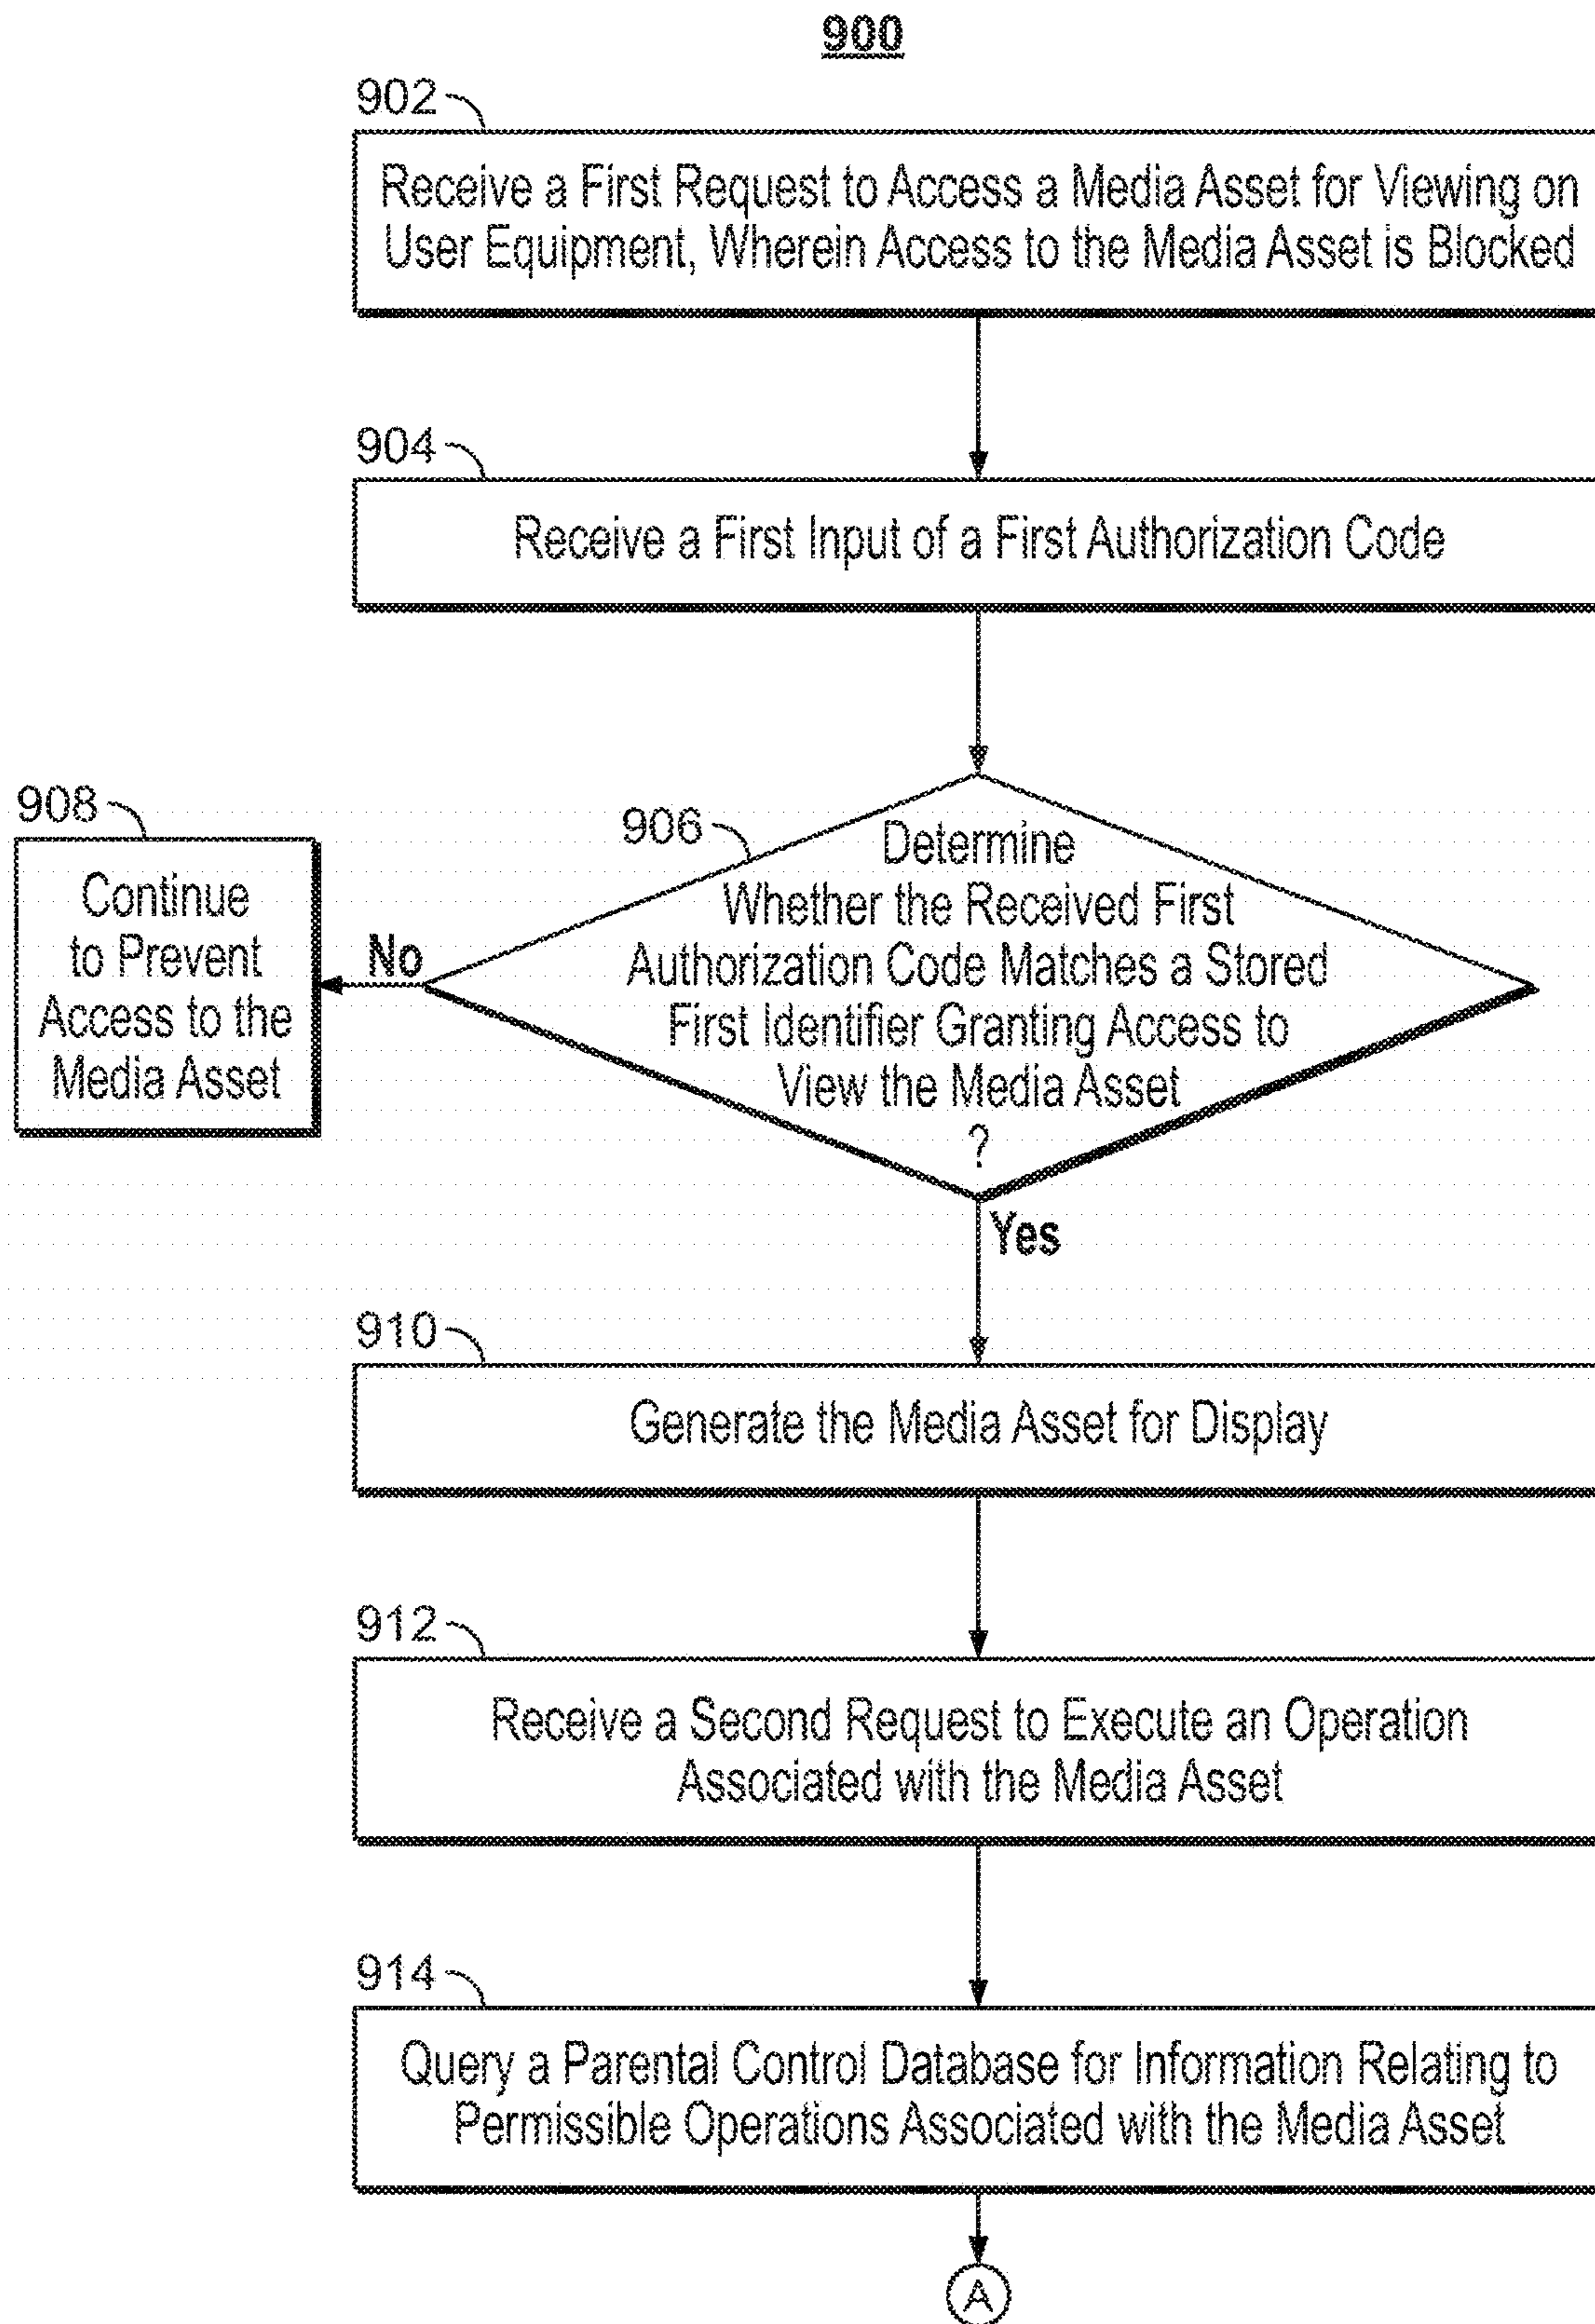 900
902
Receive a First Request to Access a Media Asset for Viewing on
User Equipment, Wherein Access to the Media Asset is Blocked
904
Receive a First Input of a First Authorization Code
906
Determine
Whether the Received First
Authorization Code Matches a Stored
First Identifier Granting Access to
View the Media Asset
?
No
908
Continue
to Prevent
Access to the
Media Asset
Yes
910
Generate the Media Asset for Display
912
Receive a Second Request to Execute an Operation
Associated with the Media Asset
914
Query a Parental Control Database for Information Relating to
Permissible Operations Associated with the Media Asset
A